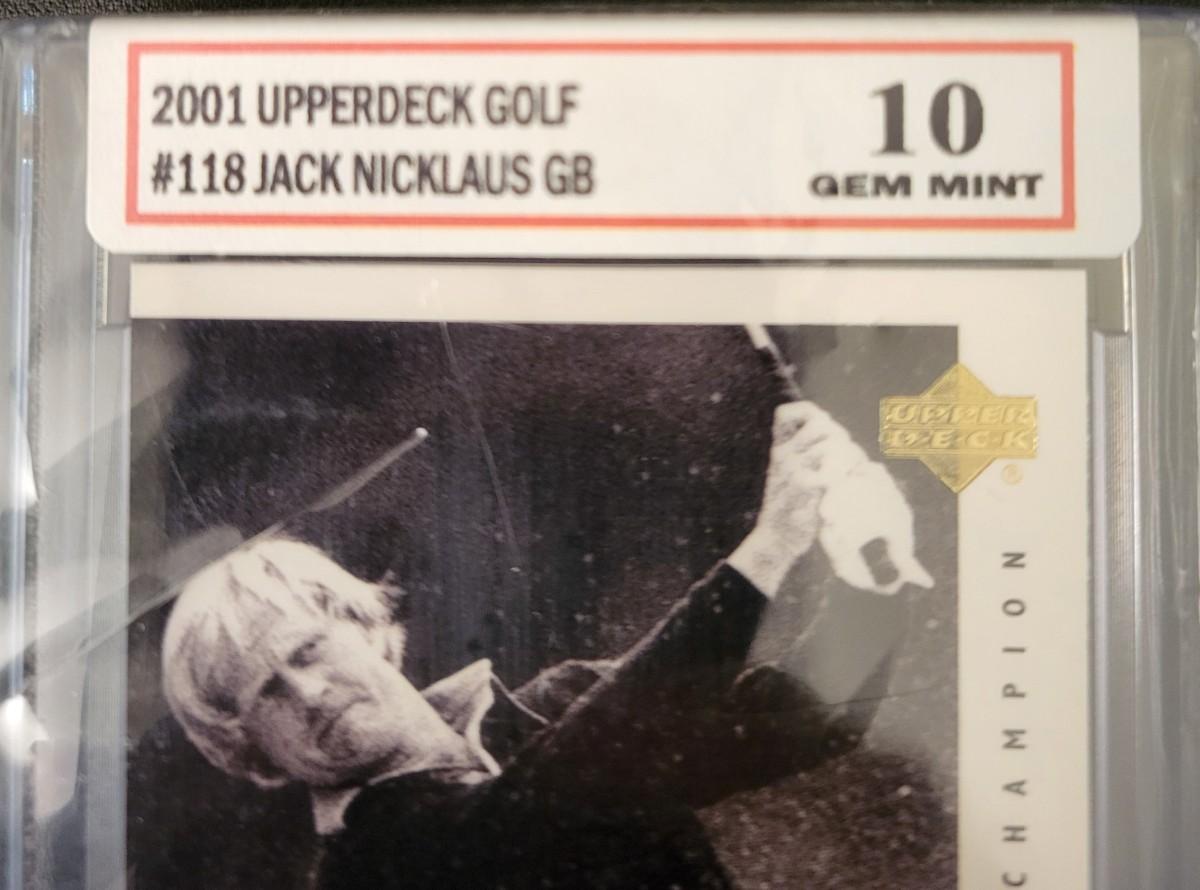 2001 UPPERDECK GOLF
#118 JACK NICKLAUS GB
10
GEM MINT
UPPER
DECK
®
CHAMPION